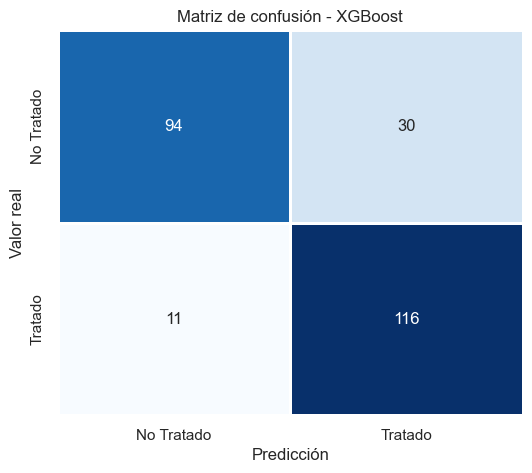 Matriz de confusión - XGBoost
Valor real
No Tratado
94
30
Tratado
11
116
No Tratado
Tratado
Predicción